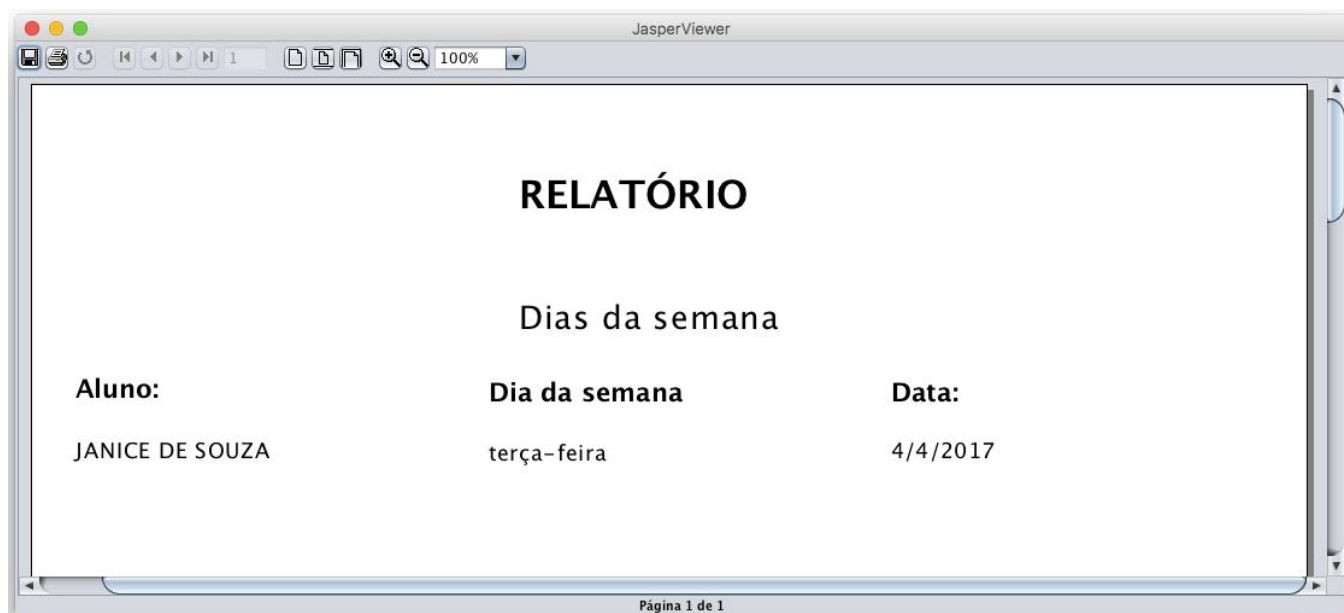 JasperViewer
1 100%
RELATÓRIO
Dias da semana
Aluno: Dia da semana Data:
JANICE DE SOUZA terça-feira 4/4/2017
Página 1 de 1